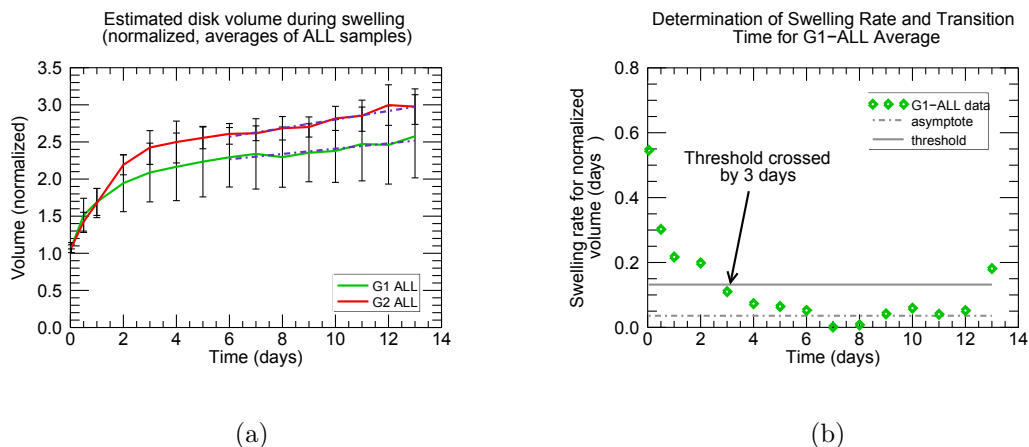 Estimated disk volume during swelling
(normalized, averages of ALL samples)
3.5
3.0
2.5
2.0
1.5
1.0
0.5
0.0
Volume (normalized)
G1 ALL
G2 ALL
0 2 4 6 8 10 12 14
Time (days)
(a)
Determination of Swelling Rate and Transition
Time for G1−ALL Average
0.8
0.6
0.4
0.2
0.0
Swelling rate for normalized
volume (days )
G1−ALL data
asymptote
threshold
Threshold crossed
by 3 days
0 2 4 6 8 10 12 14
Time (days)
(b)